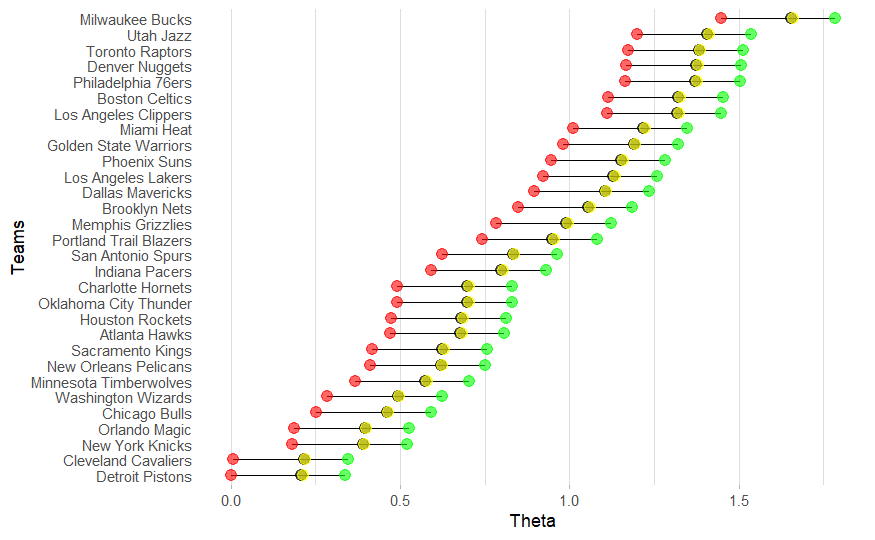 Milwaukee Bucks
Utah Jazz
Toronto Raptors
Denver Nuggets
Philadelphia 76ers
Boston Celtics
Los Angeles Clippers
Miami Heat
Golden State Warriors
Phoenix Suns
Los Angeles Lakers
Dallas Mavericks
Brooklyn Nets
Memphis Grizzlies
Portland Trail Blazers
San Antonio Spurs
Indiana Pacers
Charlotte Hornets
Oklahoma City Thunder
Houston Rockets
Atlanta Hawks
Sacramento Kings
New Orleans Pelicans
Minnesota Timberwolves
Washington Wizards
Chicago Bulls
Orlando Magic
New York Knicks
Cleveland Cavaliers
Detroit Pistons
Teams
0.0 0.5 1.0 1.5
Theta